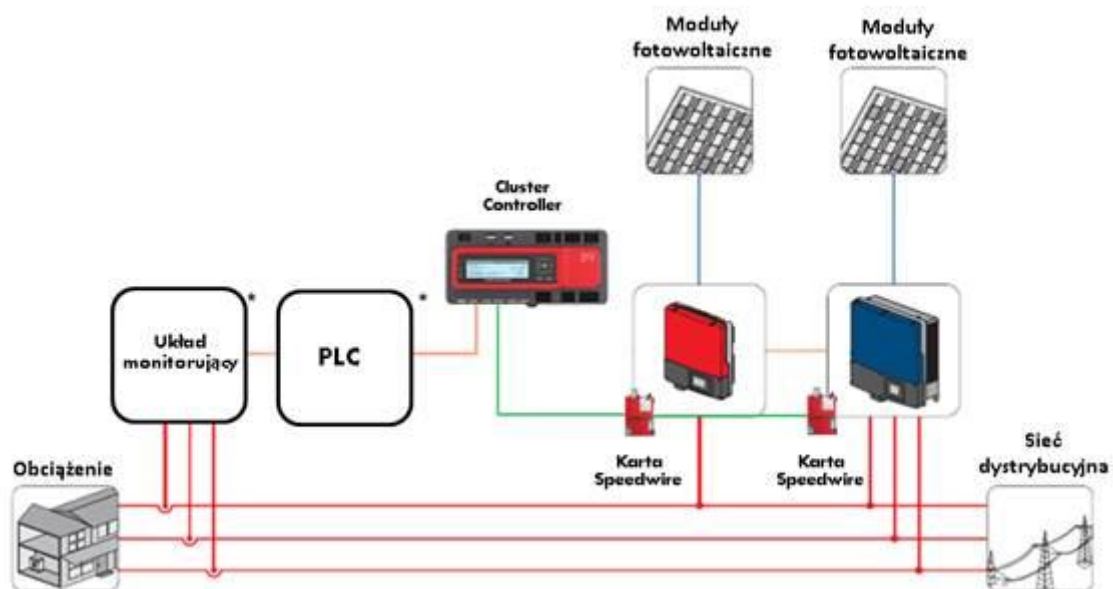 Moduły
fotowoltaiczne
Moduły
fotowoltaiczne
Cluster
Controller
Układ
monitorujący
*
PLC
*
Karta
Speedwire
Karta
Speedwire
Obciążenie
Sieć
dystrybucyjna